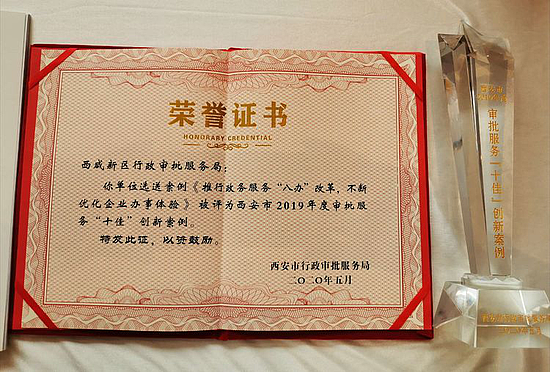 荣誉证书
HONORARY CREDENTIAL
西咸新区行政审批服务局：
你单位选送案例《推行政务服务“八办”改革，不断
优化企业办事体验》被评为西安市2019年度审批服
务“十佳”创新案例。
特发此证，以资鼓励。
西安市行政审批服务局
二〇二〇年五月
西安市
审批服务「十佳」创新案例